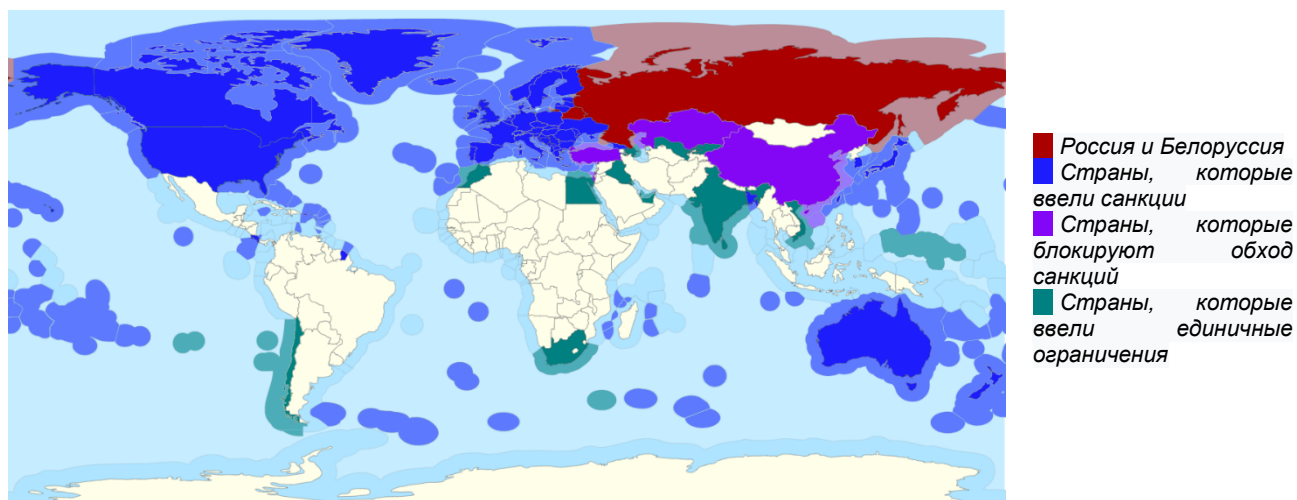 Россия и Белоруссия
Страны, которые
ввели санкции
Страны, которые
блокируют обход
санкций
Страны, которые
ввели единичные
ограничения